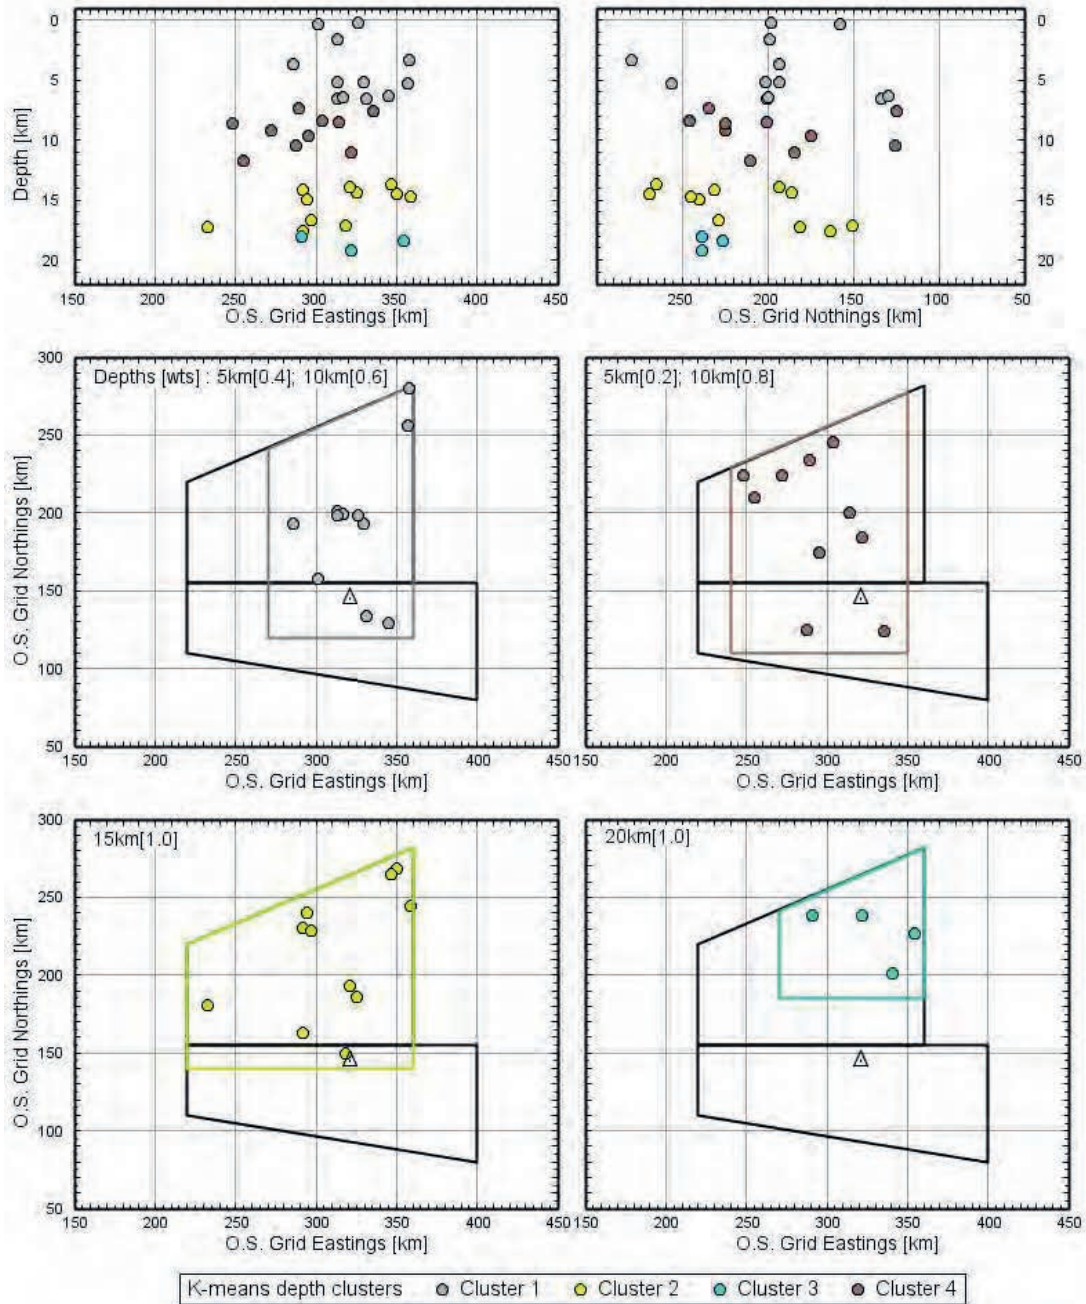 0
5
10
15
20
Depth [km]
150 200 250 300 350 400 450
O.S. Grid Eastings [km]
0
5
10
15
20
250 200 150 100 50
O.S. Grid Nothings [km]
300
250
200
150
100
50
O.S. Grid Northings [km]
Depths [wts] : 5km[0.4]; 10km[0.6]
5km[0.2]; 10km[0.8]
150 200 250 300 350 400 450
150 200 250 300 350 400 450
O.S. Grid Eastings [km]
O.S. Grid Eastings [km]
300
250
200
150
100
50
O.S. Grid Northings [km]
15km[1.0]
20km[1.0]
150 200 250 300 350 400 450
150 200 250 300 350 400 450
O.S. Grid Eastings [km]
O.S. Grid Eastings [km]
K-means depth clusters Cluster 1 Cluster 2 Cluster 3 Cluster 4